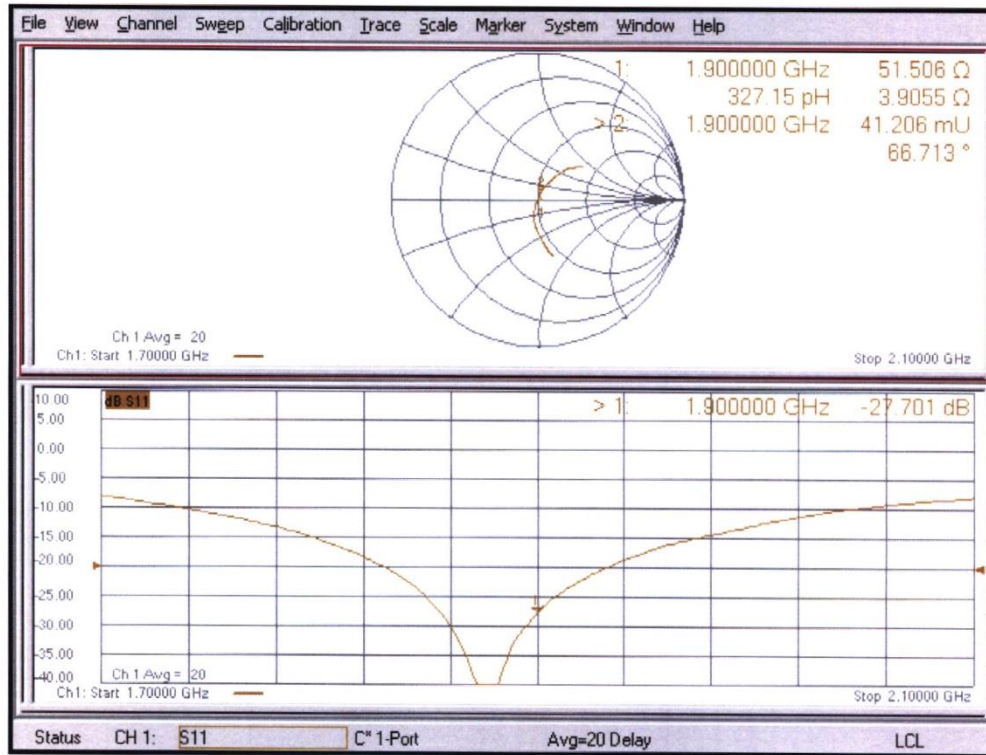 File View Channel Sweep Calibration Trace Scale Marker System Window Help
1: 1.900000 GHz 51.506 Ω
327.15 pH 3.9055 Ω
> 2: 1.900000 GHz 41.206 mU
66.713 °
Ch 1 Avg = 20
Ch1: Start 1.70000 GHz
Stop 2.10000 GHz
10.00
dB S11
> 1: 1.900000 GHz -27.701 dB
5.00
0.00
-5.00
-10.00
-15.00
-20.00
-25.00
-30.00
-35.00
-40.00
1
Ch 1 Avg = 20
Ch1: Start 1.70000 GHz
Stop 2.10000 GHz
Status CH 1: S11 C* 1-Port Avg=20 Delay LCL